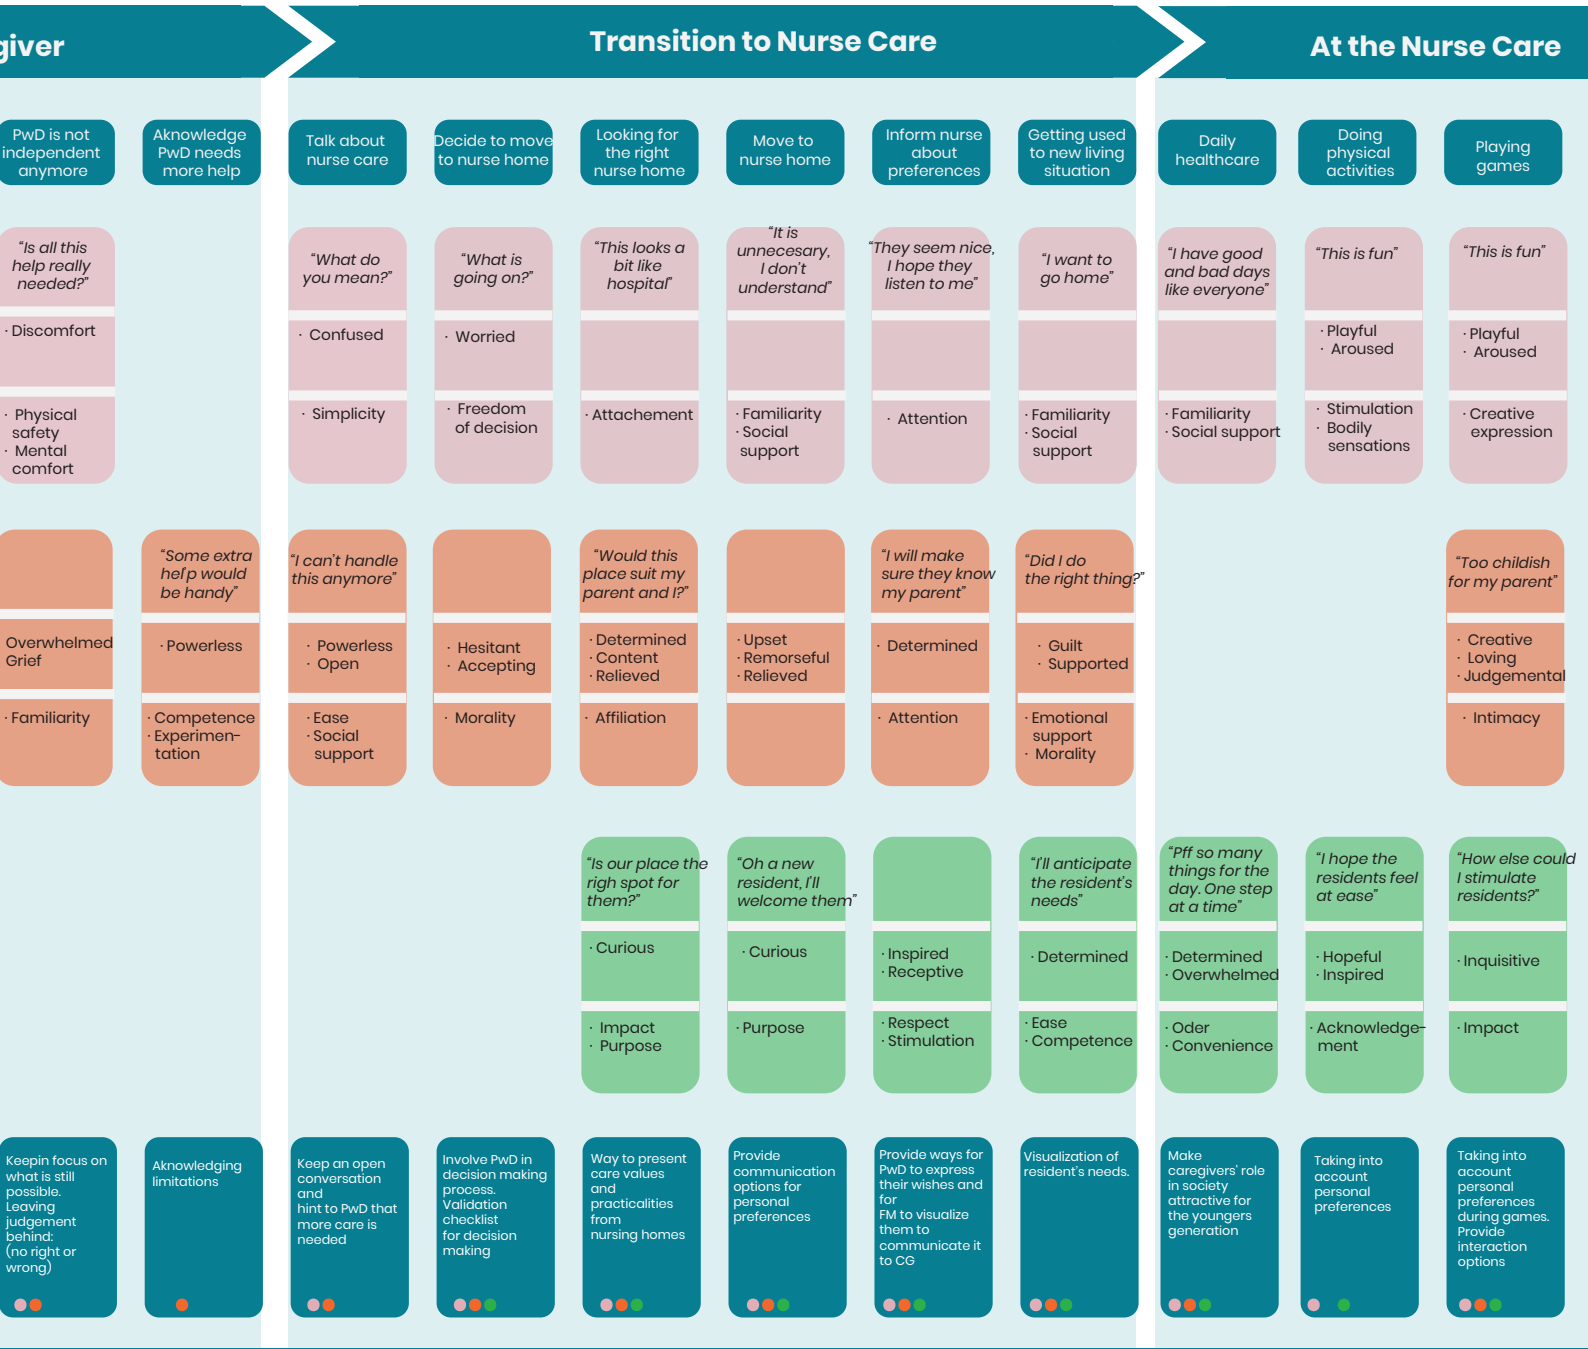 giver
Transition to Nurse Care
At the Nurse Care
PwD is not
independent
anymore
Aknowledge
PwD needs
more help
Talk about
nurse care
Decide to move
to nurse home
Looking for
the right
nurse home
Move to
nurse home
Inform nurse
about
preferences
Getting used
to new living
situation
Daily
healthcare
Doing
physical
activities
Playing
games
“Is all this
help really
needed?”
· Discomfort
· Physical
safety
· Mental
comfort
“What do
you mean?”
· Confused
· Simplicity
“What is
going on?”
· Worried
· Freedom
of decision
“This looks a
bit like
hospital”
· Attachement
“It is
unnecesary,
I don’t
understand”
· Familiarity
· Social
support
“They seem nice,
I hope they
listen to me”
· Attention
“I want to
go home”
· Familiarity
· Social
support
“I have good
and bad days
like everyone”
· Familiarity
· Social support
“This is fun”
· Playful
· Aroused
· Stimulation
· Bodily
sensations
“This is fun”
· Playful
· Aroused
· Creative
expression
Overwhelmed
Grief
· Familiarity
“Some extra
help would
be handy”
· Powerless
· Competence
· Experimen-
tation
“I can’t handle
this anymore”
· Powerless
· Open
· Ease
· Social
support
· Hesitant
· Accepting
· Morality
“Would this
place suit my
parent and I?”
· Determined
· Content
· Relieved
· Affiliation
· Upset
· Remorseful
· Relieved
“I will make
sure they know
my parent”
· Determined
· Attention
“Did I do
the right thing?”
· Guilt
· Supported
· Emotional
support
· Morality
“Too childish
for my parent”
· Creative
· Loving
· Judgemental
· Intimacy
“Is our place the
righ spot for
them?”
· Curious
· Impact
· Purpose
“Oh a new
resident, I’ll
welcome them”
· Curious
· Purpose
· Inspired
· Receptive
· Respect
· Stimulation
“I’ll anticipate
the resident’s
needs”
· Determined
· Ease
· Competence
“Pff so many
things for the
day. One step
at a time”
· Determined
· Overwhelmed
· Oder
· Convenience
“I hope the
residents feel
at ease”
· Hopeful
· Inspired
· Acknowledge-
ment
“How else could
I stimulate
residents?”
· Inquisitive
· Impact
Keepin focus on
what is still
possible.
Leaving
judgement
behind:
(no right or
wrong)
Aknowledging
limitations
Keep an open
conversation
and
hint to PwD that
more care is
needed
Involve PwD in
decision making
process.
Validation
checklist
for decision
making
Way to present
care values
and
practicalities
from
nursing homes
Provide
communication
options for
personal
preferences
Provide ways for
PwD to express
their wishes and
for
FM to visualize
them to
communicate it
to CG
Visualization of
resident’s needs.
Make
caregivers’ role
in society
attractive for
the youngers
generation
Taking into
account
personal
preferences
Taking into
account
personal
preferences
during games.
Provide
interaction
options